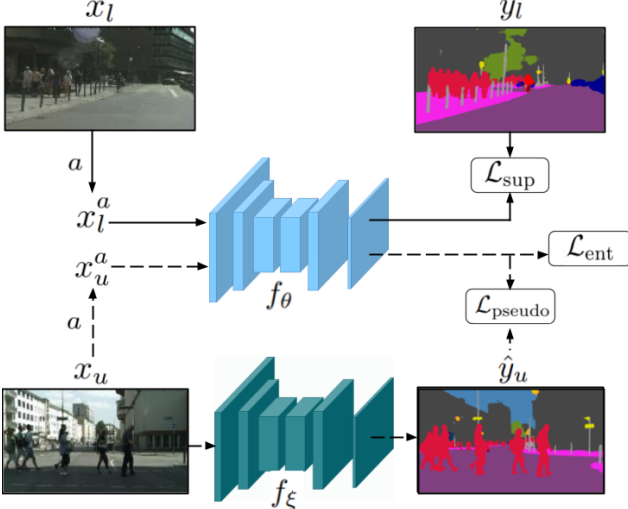 x_l
y_l
a
ℒ_sup
x_l^a
x_u^a
ℒ_ent
f_θ
a
ℒ_pseudo
x_u
ŷ_u
f_ξ